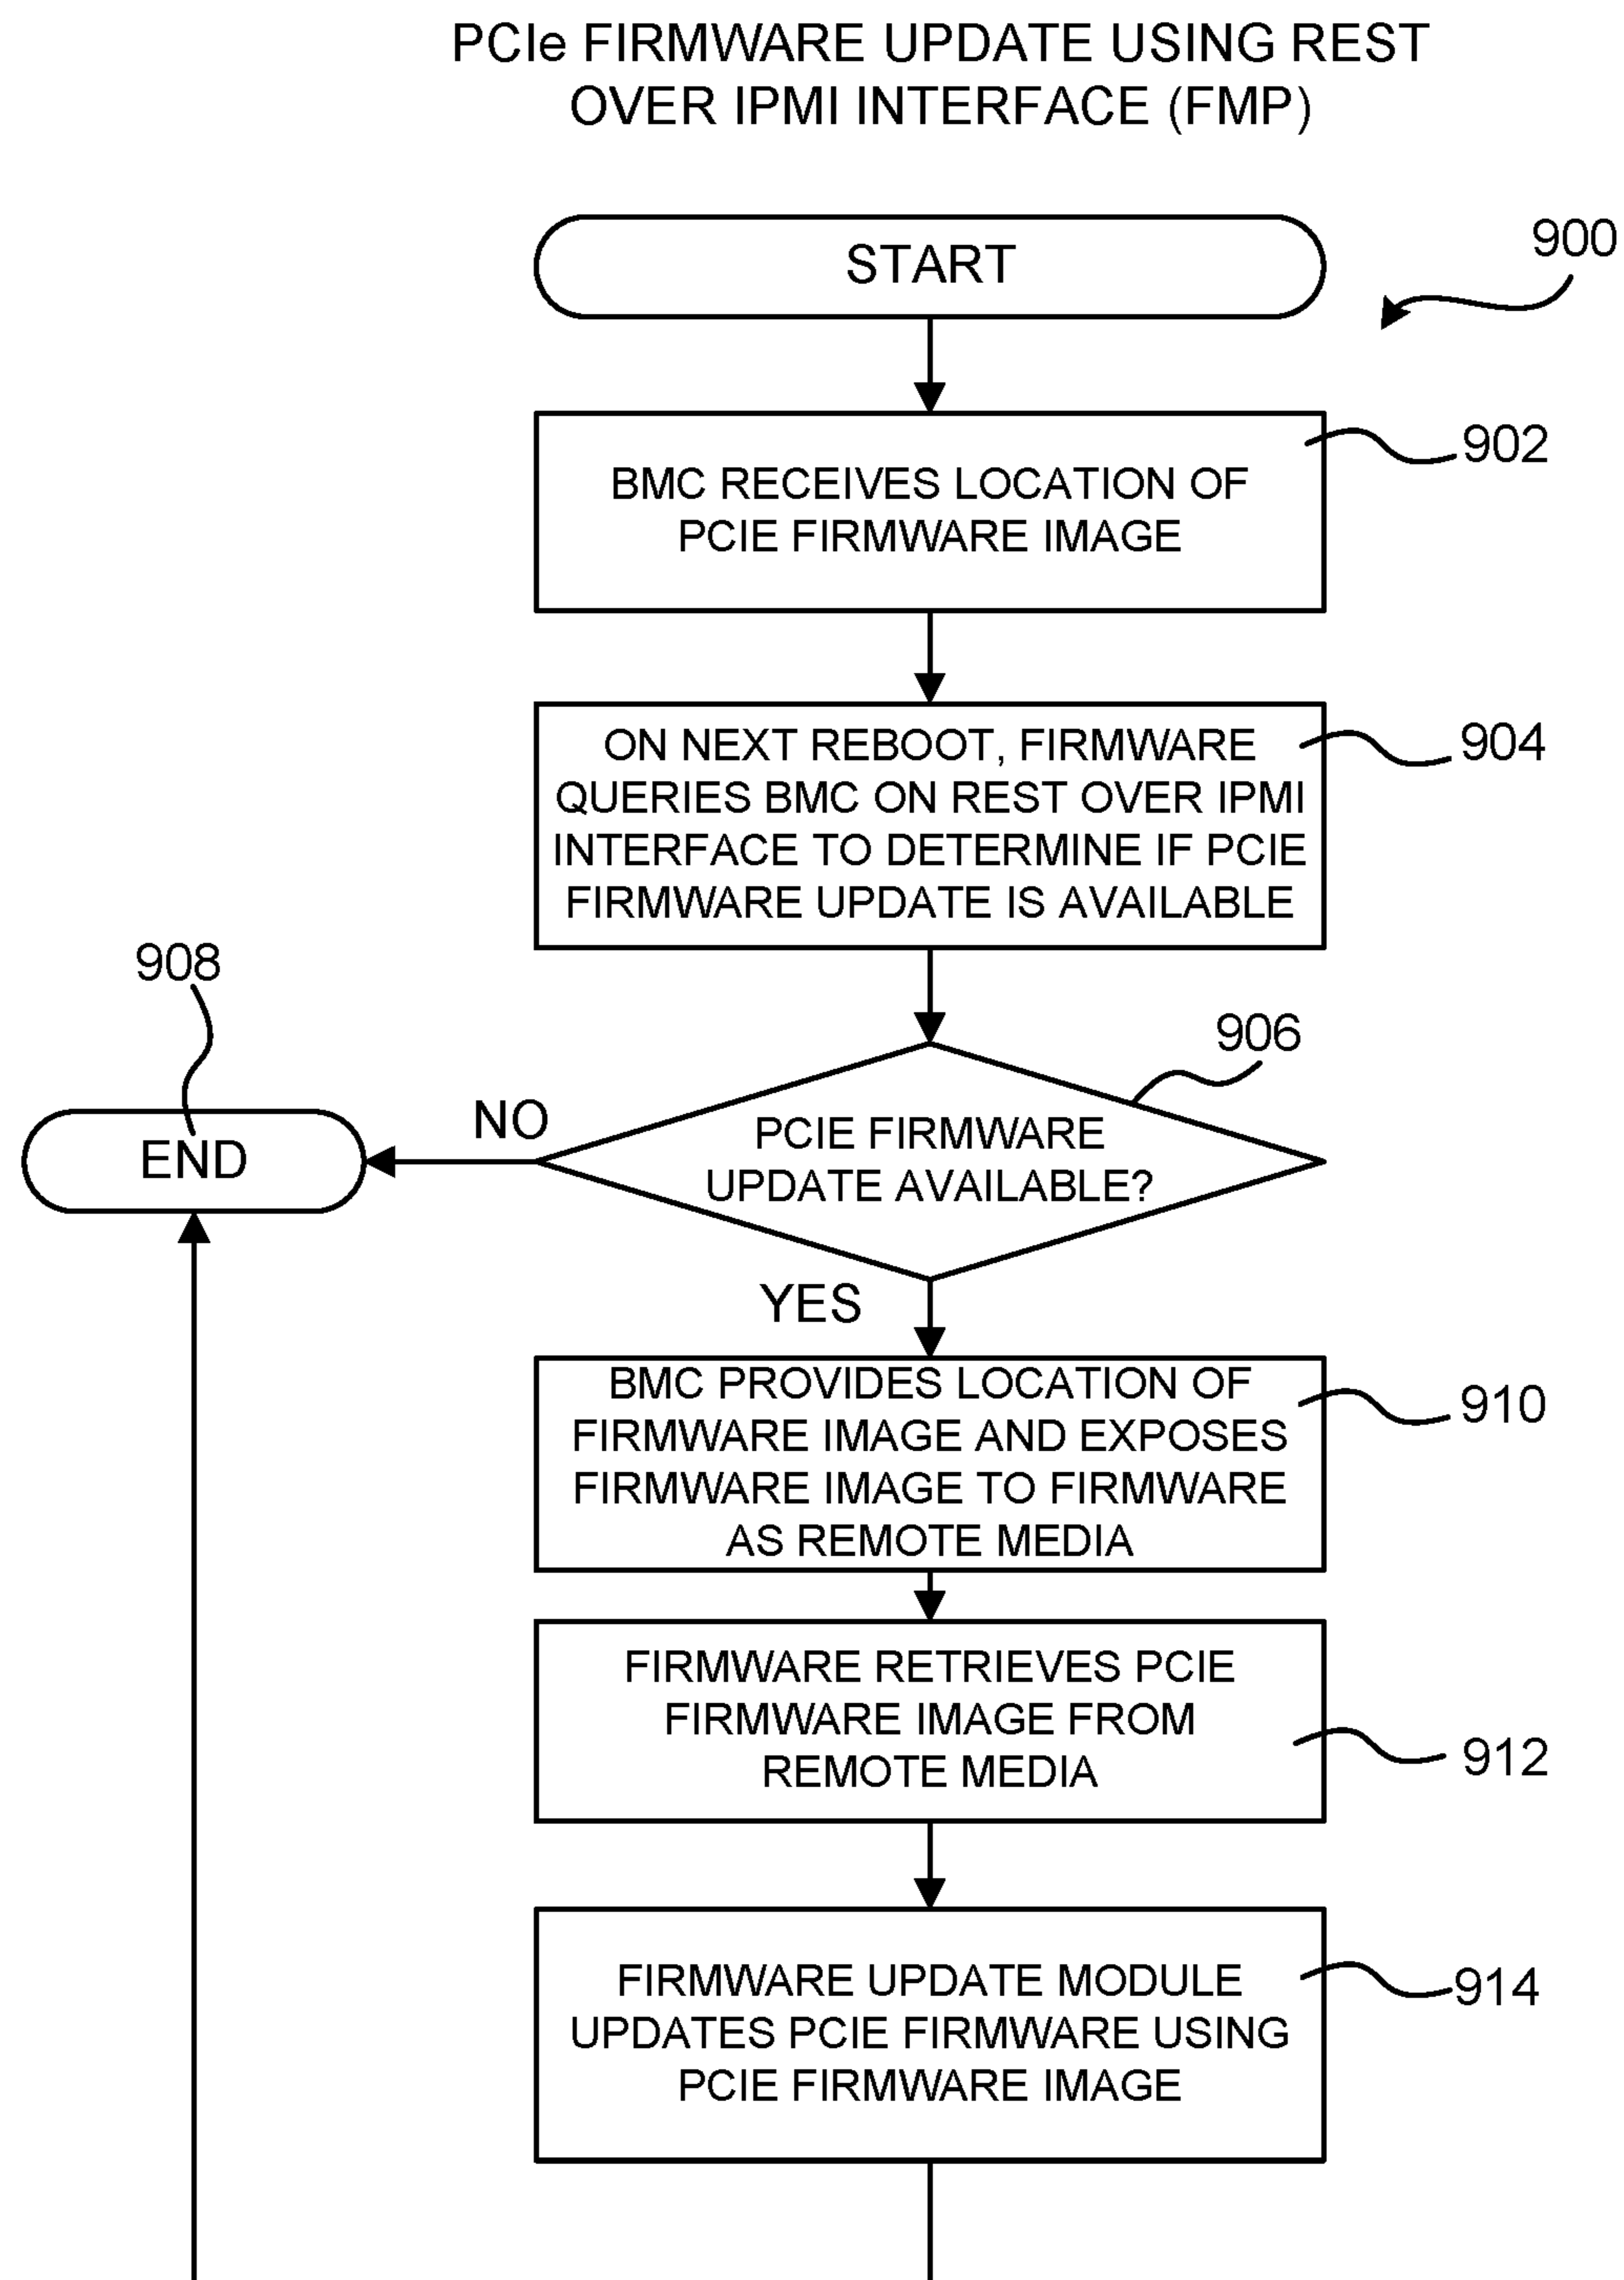 PCIe FIRMWARE UPDATE USING REST
OVER IPMI INTERFACE (FMP)
START
900
BMC RECEIVES LOCATION OF
PCIE FIRMWARE IMAGE
902
ON NEXT REBOOT, FIRMWARE
QUERIES BMC ON REST OVER IPMI
INTERFACE TO DETERMINE IF PCIE
FIRMWARE UPDATE IS AVAILABLE
904
908
END
NO
906
PCIE FIRMWARE
UPDATE AVAILABLE?
YES
BMC PROVIDES LOCATION OF
FIRMWARE IMAGE AND EXPOSES
FIRMWARE IMAGE TO FIRMWARE
AS REMOTE MEDIA
910
FIRMWARE RETRIEVES PCIE
FIRMWARE IMAGE FROM
REMOTE MEDIA
912
FIRMWARE UPDATE MODULE
UPDATES PCIE FIRMWARE USING
PCIE FIRMWARE IMAGE
914